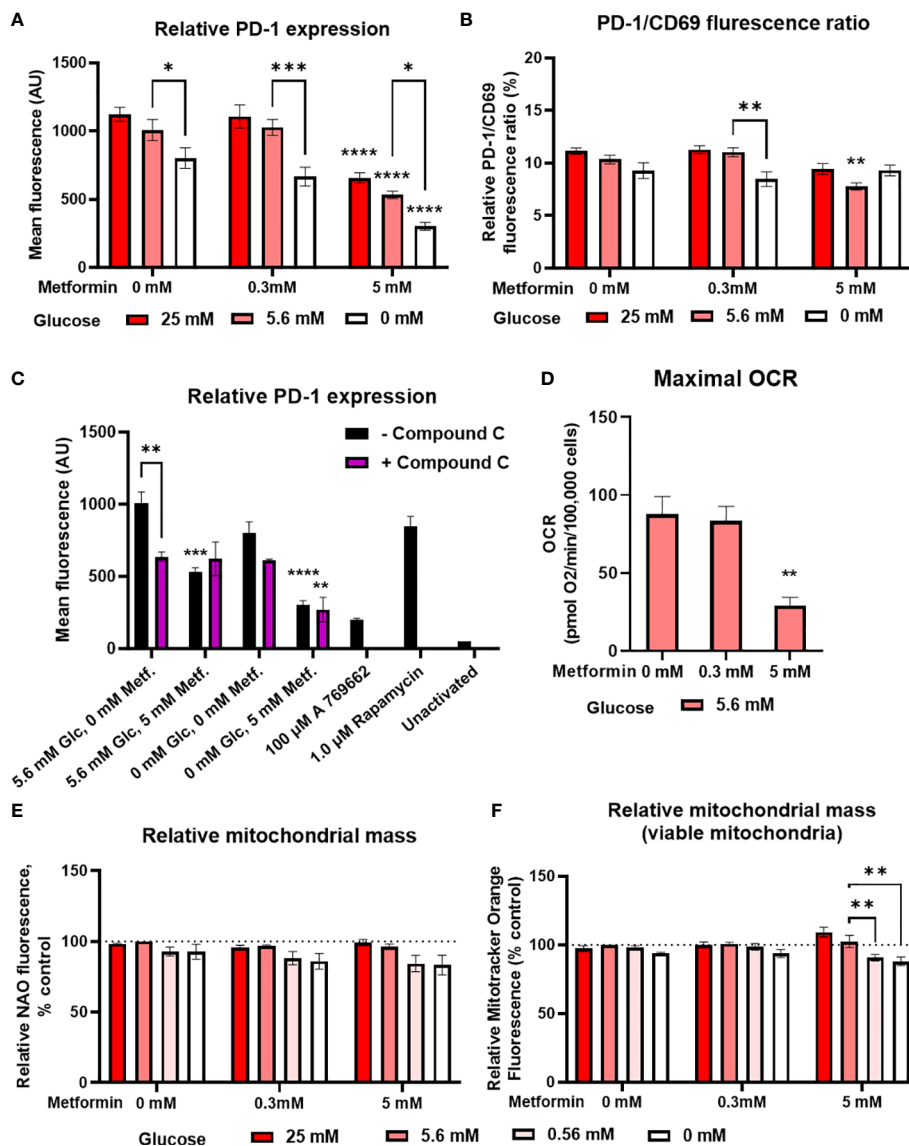 A
Relative PD-1 expression
Mean fluorescence (AU)
1500
1000
500
0
*
***
*
****
****
****
Metformin 0 mM 0.3mM 5 mM
Glucose 25 mM 5.6 mM 0 mM
B
PD-1/CD69 flurescence ratio
Relative PD-1/CD69
fluorescence ratio (%)
20
15
10
5
0
**
**
Metformin 0 mM 0.3mM 5 mM
Glucose 25 mM 5.6 mM 0 mM
C
Relative PD-1 expression
Mean fluorescence (AU)
1500
1000
500
0
- Compound C
+ Compound C
**
***
****
**
5.6 mM Glc, 0 mM Metf.
5.6 mM Glc, 5 mM Metf.
0 mM Glc, 0 mM Metf.
0 mM Glc, 5 mM Metf.
100 µM A 769662
1.0 µM Rapamycin
Unactivated
D
Maximal OCR
OCR
(pmol O2/min/100,000 cells)
150
100
50
0
**
Metformin 0 mM 0.3 mM 5 mM
Glucose 5.6 mM
E
Relative mitochondrial mass
Relative NAO fluorescence,
% control
150
100
50
0
Metformin 0 mM 0.3mM 5 mM
F
Relative mitochondrial mass
(viable mitochondria)
Relative Mitotracker Orange
Fluorescence (% control)
150
100
50
0
**
**
Metformin 0 mM 0.3mM 5 mM
Glucose 25 mM 5.6 mM 0.56 mM 0 mM